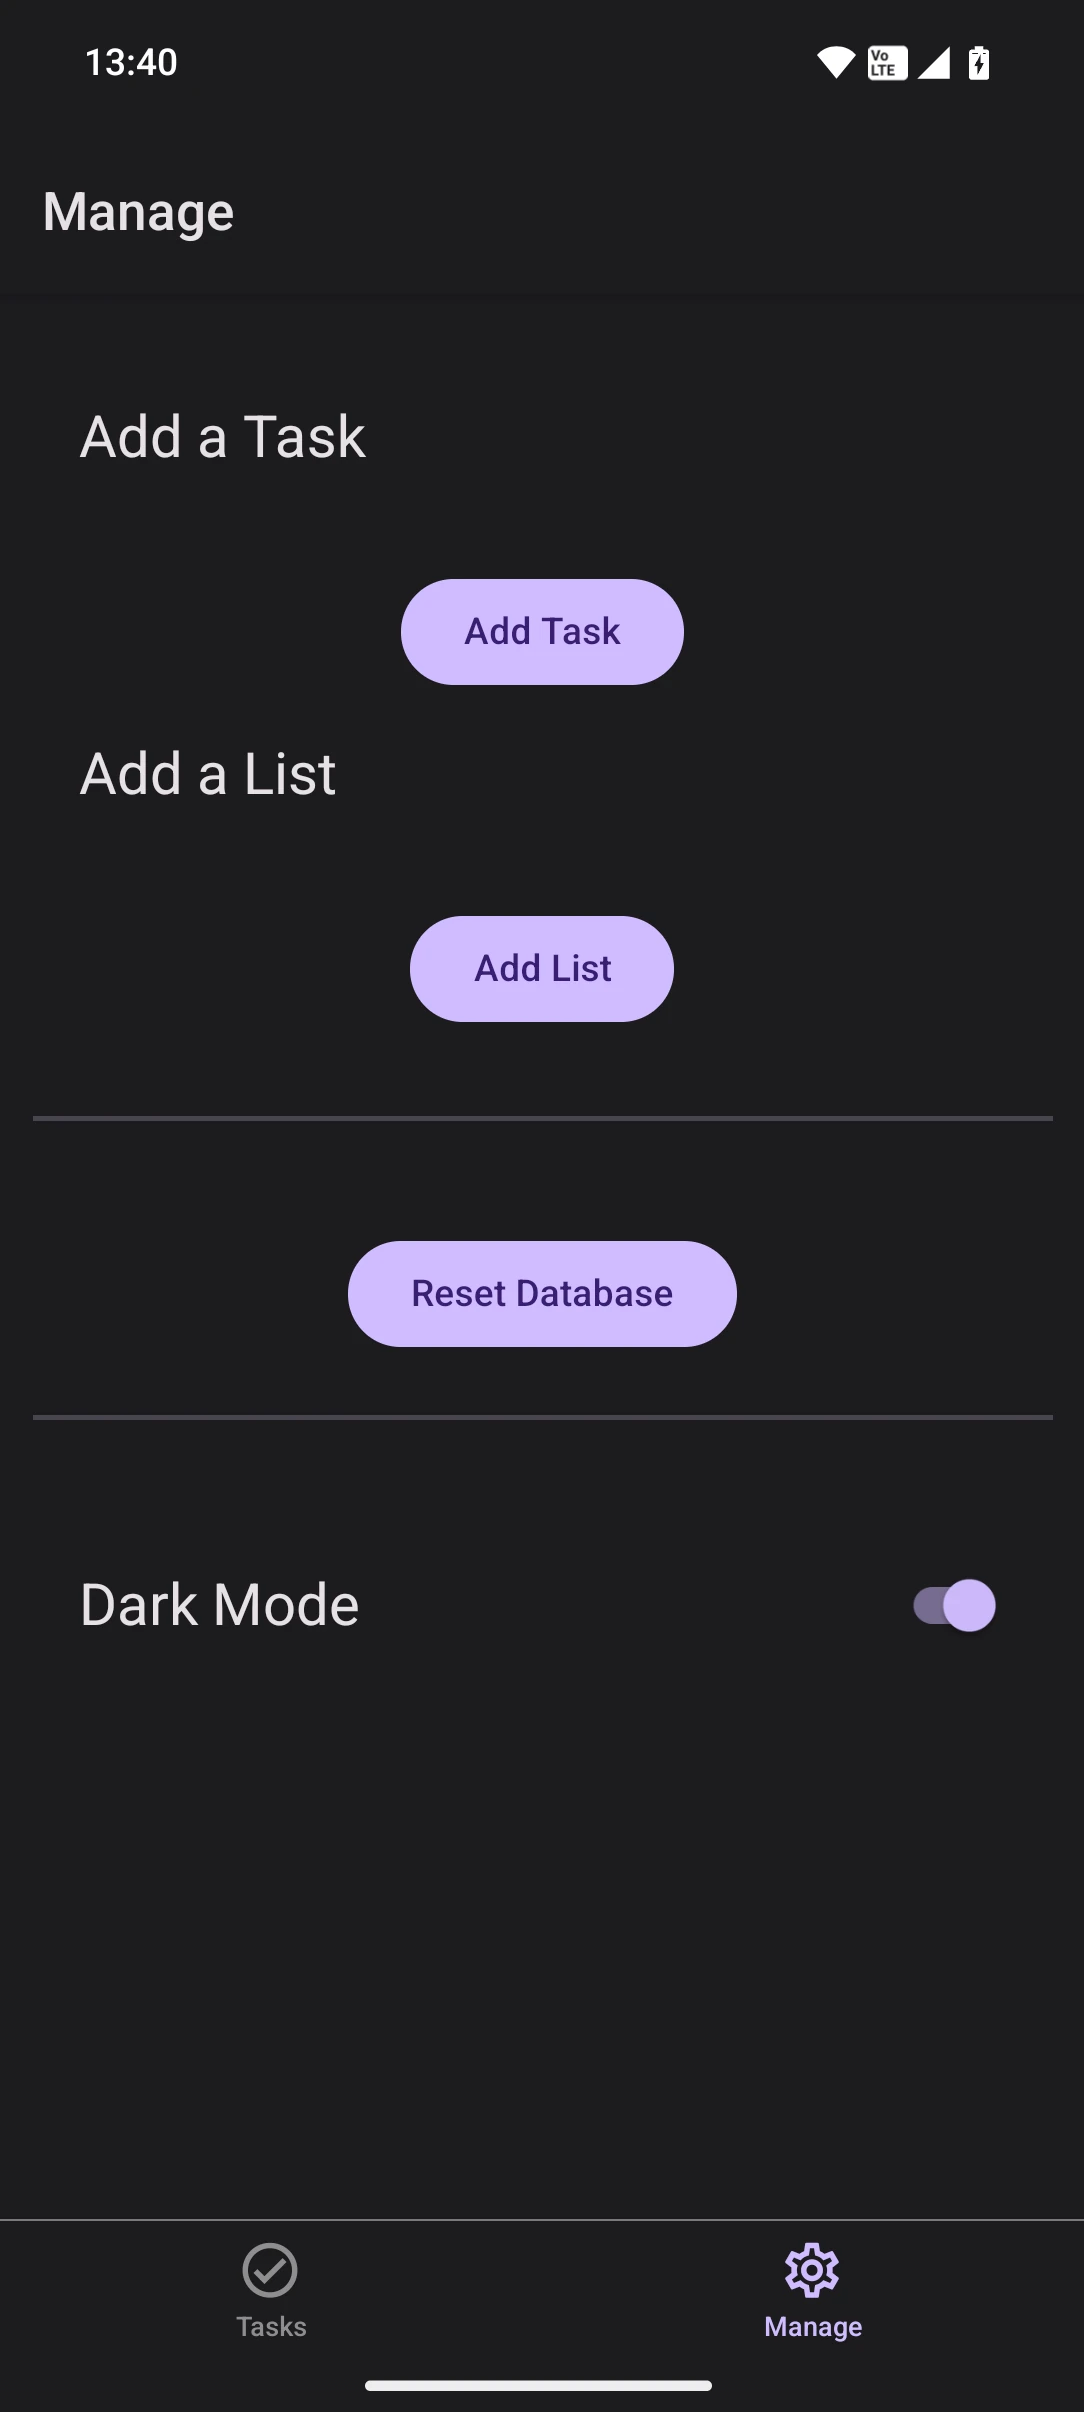 13:40
Vo
LTE
Manage
Add a Task
Add Task
Add a List
Add List
Reset Database
Dark Mode
Tasks
Manage